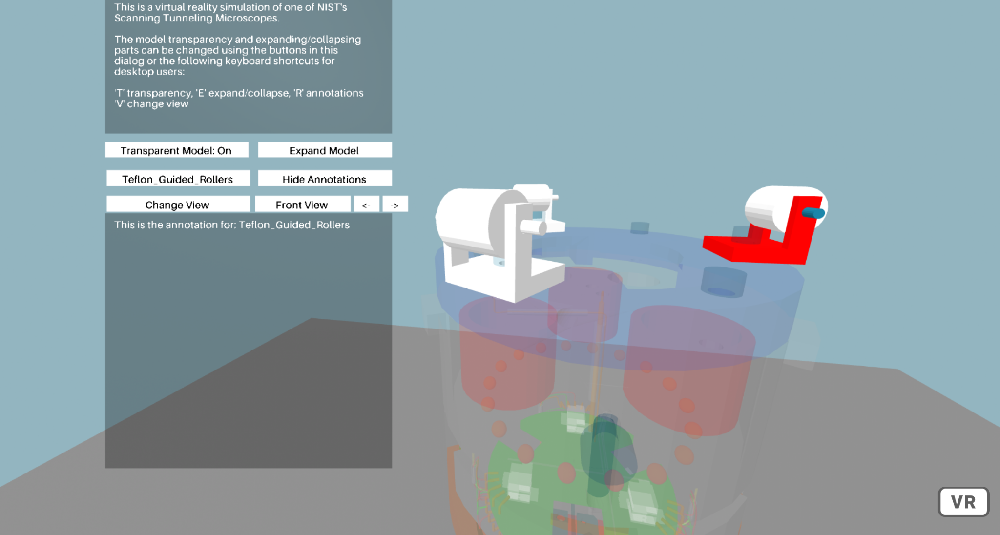 This is a virtual reality simulation of one of NIST's
Scanning Tunneling Microscopes.
The model transparency and expanding/collapsing
parts can be changed using the buttons in this
dialog or the following keyboard shortcuts for
desktop users:
'T' transparency, 'E' expand/collapse, 'R' annotations
'V' change view
Transparent Model: On
Expand Model
Teflon_Guided_Rollers
Hide Annotations
Change View
Front View
<-
->
This is the annotation for: Teflon_Guided_Rollers
VR